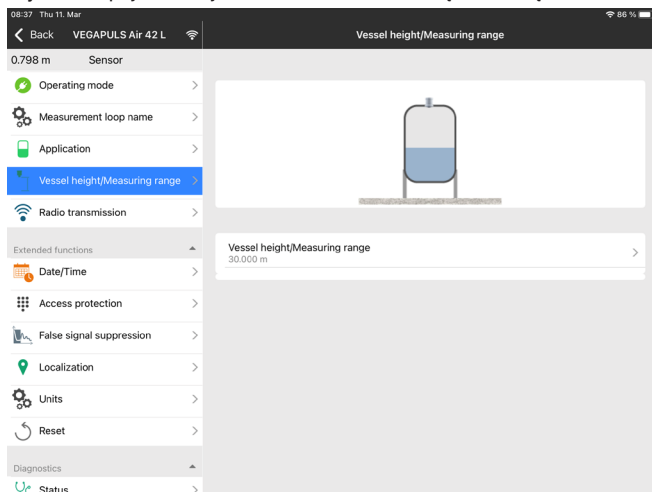 08:37 Thu 11. Mar
86 %
Back VEGAPULS Air 42 L
Vessel height/Measuring range
0.798 m Sensor
Operating mode
Measurement loop name
Application
Vessel height/Measuring range
Radio transmission
Extended functions
Date/Time
Access protection
False signal suppression
Localization
Units
Reset
Diagnostics
Status
Vessel height/Measuring range
30.000 m